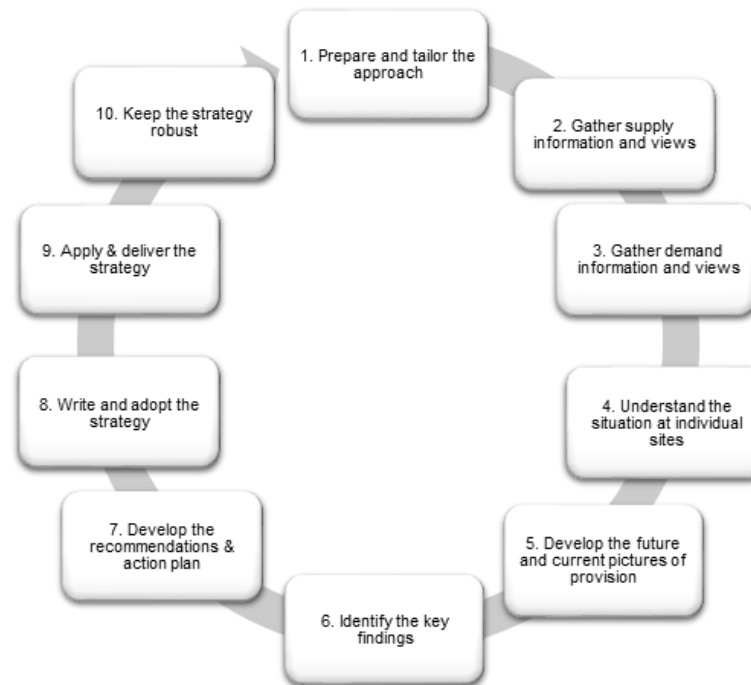 1. Prepare and tailor the
approach
2. Gather supply
information and views
3. Gather demand
information and views
4. Understand the
situation at individual
sites
5. Develop the future
and current pictures of
provision
6. Identify the key
findings
7. Develop the
recommendations &
action plan
8. Write and adopt the
strategy
9. Apply & deliver the
strategy
10. Keep the strategy
robust